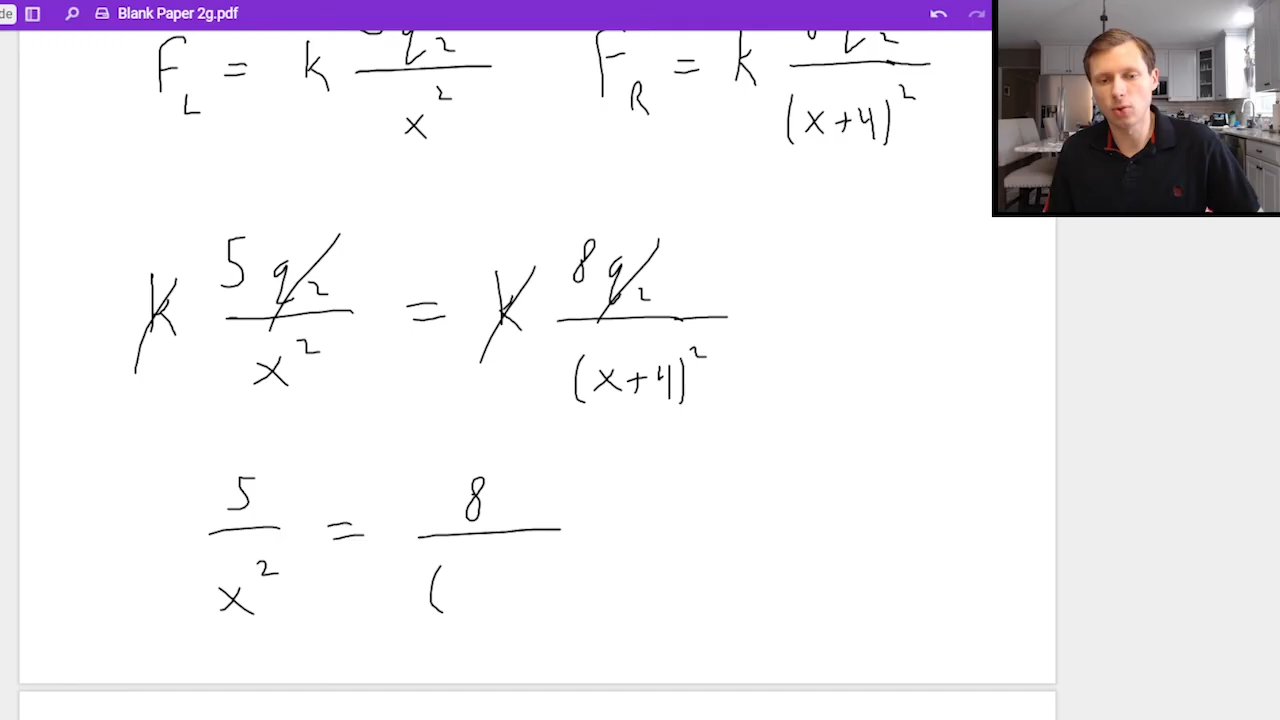 de Blank Paper 2g.pdf
F_L = k q_2 / x^2 F_R = k q_2 / (x+4)^2
k 5 q_2 / x^2 = k 8 q_2 / (x+4)^2
5 / x^2 = 8 / (